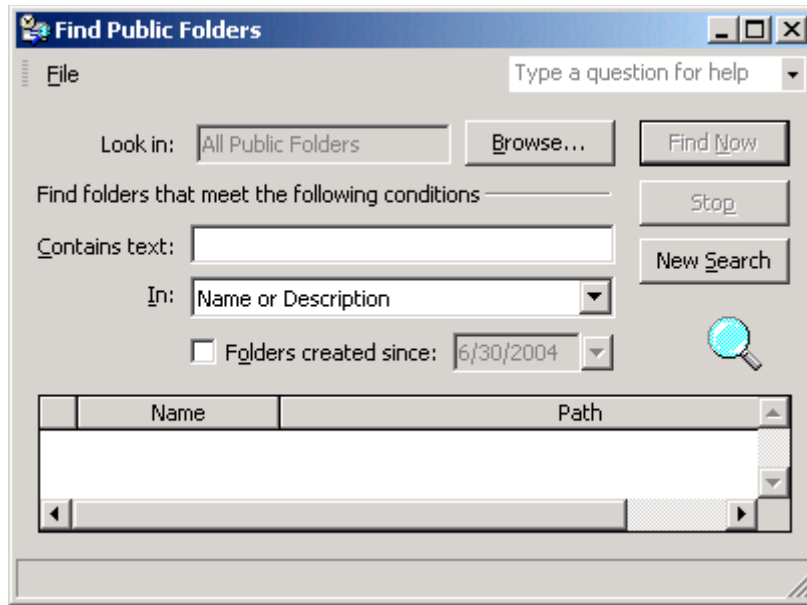 Find Public Folders
File
Type a question for help
Look in: All Public Folders Browse... Find Now
Find folders that meet the following conditions
Stop
Contains text:
New Search
In: Name or Description
Folders created since: 6/30/2004
Name Path